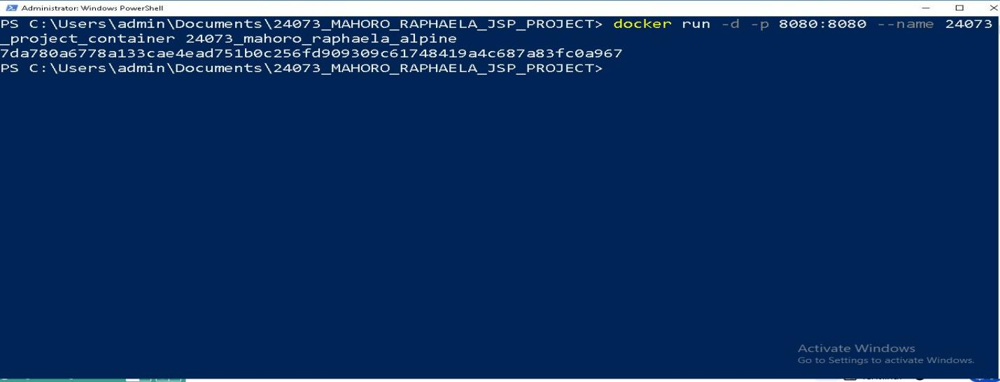 Administrator: Windows PowerShell
PS C:\Users\admin\Documents\24073_MAHORO_RAPHAELA_JSP_PROJECT> docker run -d -p 8080:8080 --name 24073
_project_container 24073_mahoro_raphaela_alpine
7da780a6778a133cae4ead751b0c256fd909309c61748419a4c687a83fc0a967
PS C:\Users\admin\Documents\24073_MAHORO_RAPHAELA_JSP_PROJECT>
Activate Windows
Go to Settings to activate Windows.